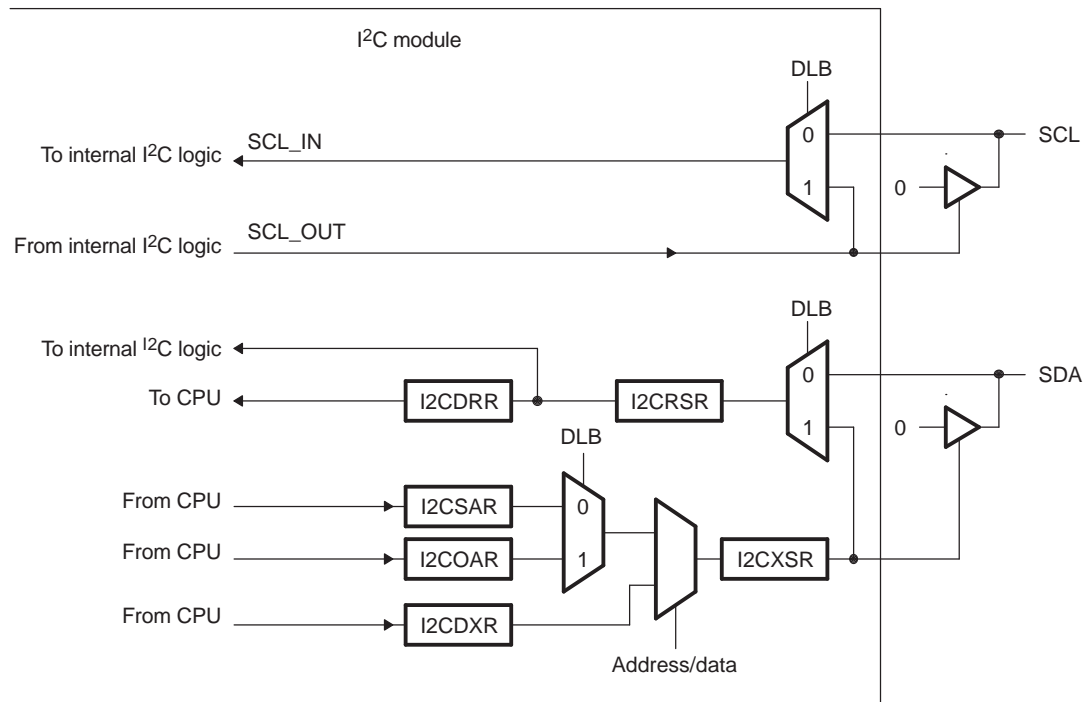 I²C module
DLB
0
SCL
To internal I²C logic
SCL_IN
1
0
From internal I²C logic
SCL_OUT
DLB
To internal I²C logic
0
SDA
To CPU
I2CDRR
I2CRSR
1
0
DLB
From CPU
I2CSAR
0
From CPU
I2COAR
1
I2CXSR
From CPU
I2CDXR
Address/data